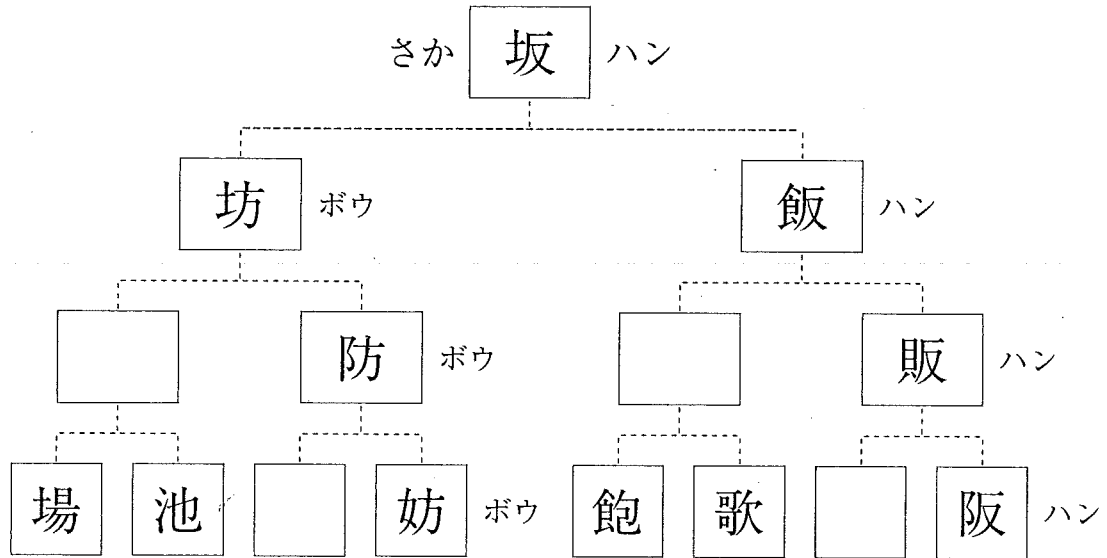 さか 坂 ハン
坊 ボウ 飯 ハン
防 ボウ 販 ハン
場 池 妨 ボウ 飽 歌 阪 ハン